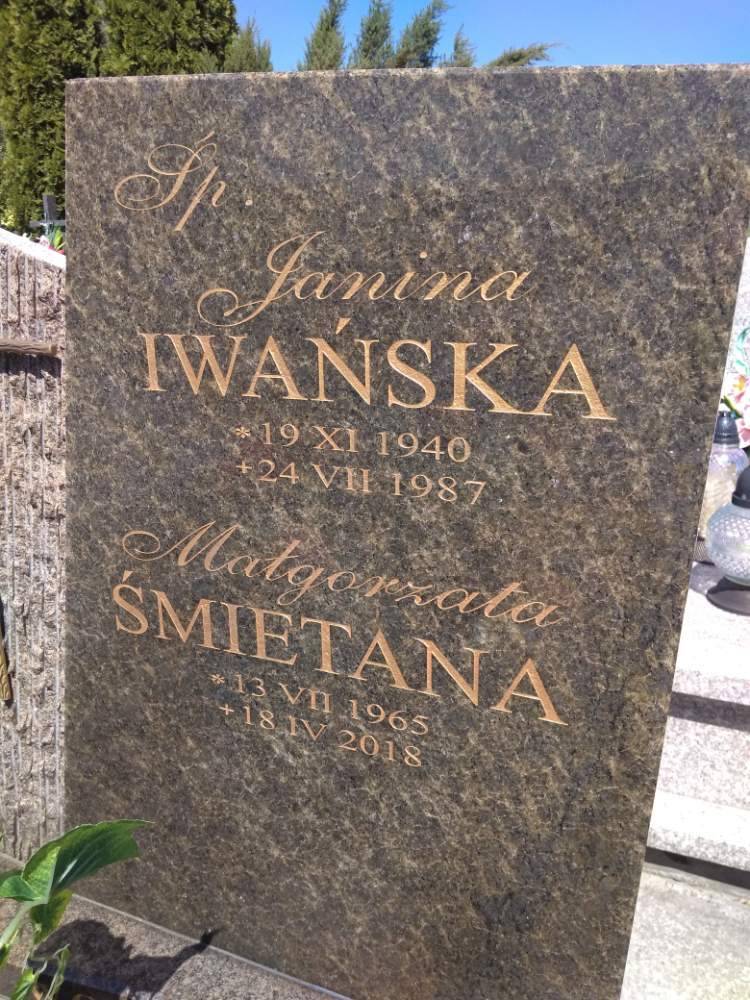 Śp.
Janina
IWAŃSKA
*19 XI 1940
+24 VII 1987
Małgorzata
ŚMIETANA
*13 VII 1965
+18 IV 2018